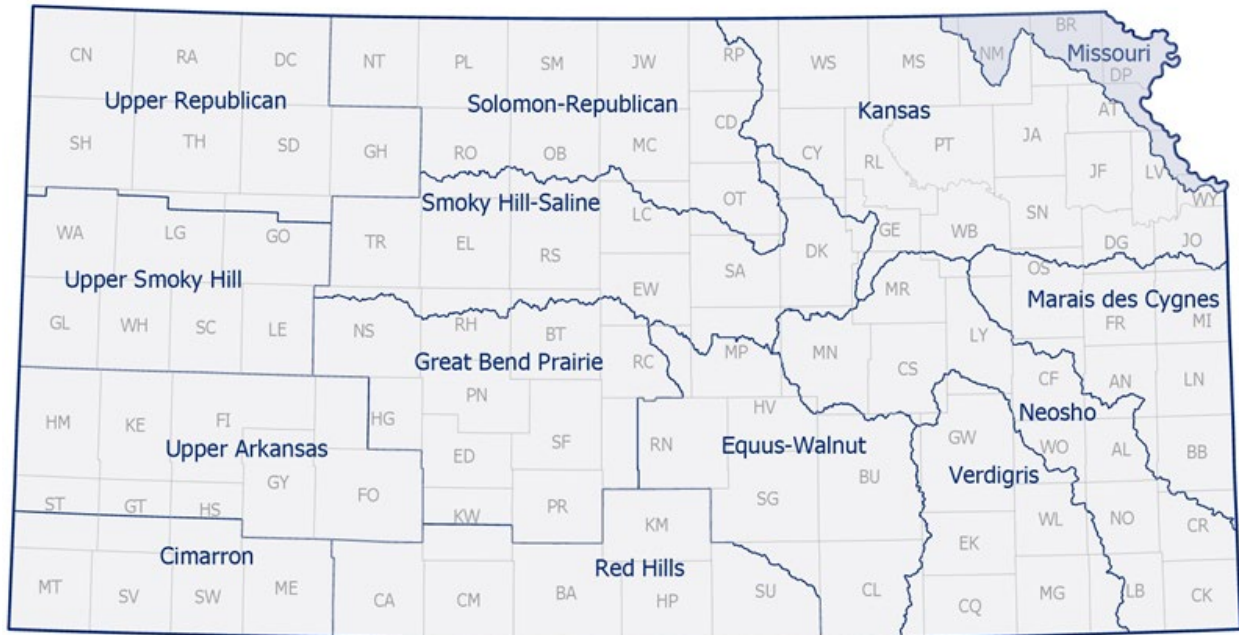 CN RA DC NT PL SM JW RP WS MS NM BR
Missouri
DP
Upper Republican
Solomon-Republican
Kansas
SH TH SD GH RO OB MC CD CY RL PT JA AT
JF LV
Smoky Hill-Saline
WY
WA LG GO TR EL RS LC OT GE WB SN DG JO
Upper Smoky Hill
SA DK OS
Marais des Cygnes
GL WH SC LE NS RH BT EW MR FR MI
Great Bend Prairie
RC MP MN CS LY AN LN
HM KE FI HG PN HV CF
Neosho
Upper Arkansas
ED SF RN
Equus-Walnut
GW WO AL BB
Verdigris
ST GT HS GY FO KW PR SG BU
KM WL NO CR
Cimarron
Red Hills
EK
MT SV SW ME CA CM BA HP SU CL CQ MG LB CK